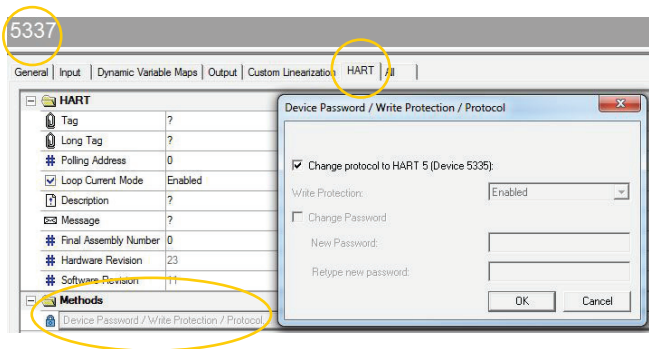 5337
General | Input | Dynamic Variable Maps | Output | Custom Linearization HART | All |
HART
Tag ?
Long Tag ?
# Polling Address 0
Loop Current Mode Enabled
Description ?
Message ?
# Final Assembly Number 0
# Hardware Revision 23
# Software Revision 11
Methods
Device Password / Write Protection / Protocol
Device Password / Write Protection / Protocol
Change protocol to HART 5 (Device 5335):
Write Protection: Enabled
Change Password
New Password:
Retype new password:
OK Cancel